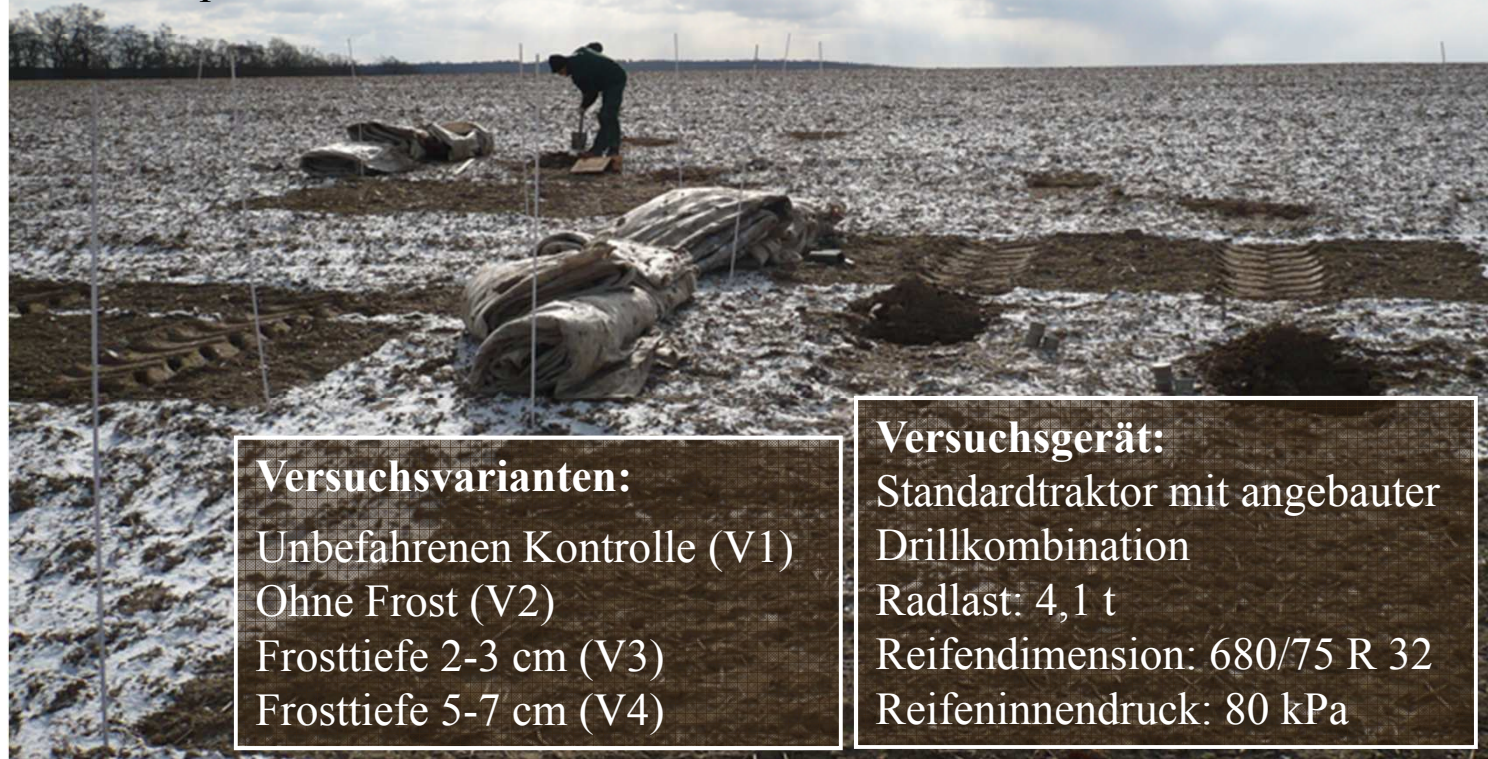 Versuchsvarianten:
Unbefahrenen Kontrolle (V1)
Ohne Frost (V2)
Frosttiefe 2-3 cm (V3)
Frosttiefe 5-7 cm (V4)
Versuchsgerät:
Standardtraktor mit angebauter
Drillkombination
Radlast: 4,1 t
Reifendimension: 680/75 R 32
Reifeninnendruck: 80 kPa